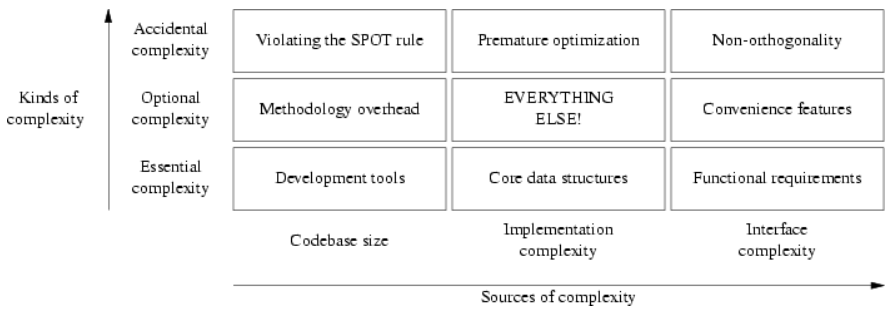 Accidental
complexity
Violating the SPOT rule
Premature optimization
Non-orthogonality
Kinds of
complexity
Optional
complexity
Methodology overhead
EVERYTHING
ELSE!
Convenience features
Essential
complexity
Development tools
Core data structures
Functional requirements
Codebase size
Implementation
complexity
Interface
complexity
Sources of complexity